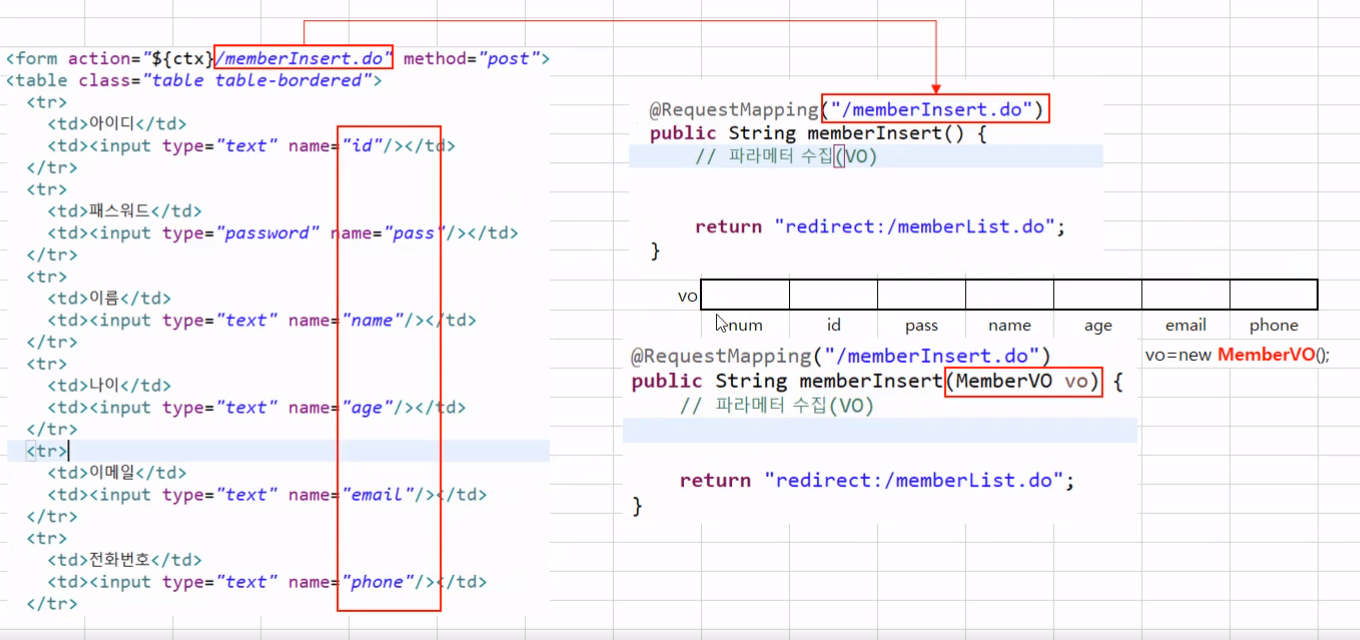 <form action="${ctx}/memberInsert.do" method="post">
<table class="table table-bordered">
<tr>
<td>아이디</td>
<td><input type="text" name="id"/></td>
</tr>
<tr>
<td>패스워드</td>
<td><input type="password" name="pass"/></td>
</tr>
<tr>
<td>이름</td>
<td><input type="text" name="name"/></td>
</tr>
<tr>
<td>나이</td>
<td><input type="text" name="age"/></td>
</tr>
<tr>
<td>이메일</td>
<td><input type="text" name="email"/></td>
</tr>
<tr>
<td>전화번호</td>
<td><input type="text" name="phone"/></td>
</tr>
@RequestMapping("/memberInsert.do")
public String memberInsert() {
// 파라메터 수집(VO)
return "redirect:/memberList.do";
}
vo
num id pass name age email phone
@RequestMapping("/memberInsert.do")
vo=new MemberVO();
public String memberInsert(MemberVO vo) {
// 파라메터 수집(VO)
return "redirect:/memberList.do";
}